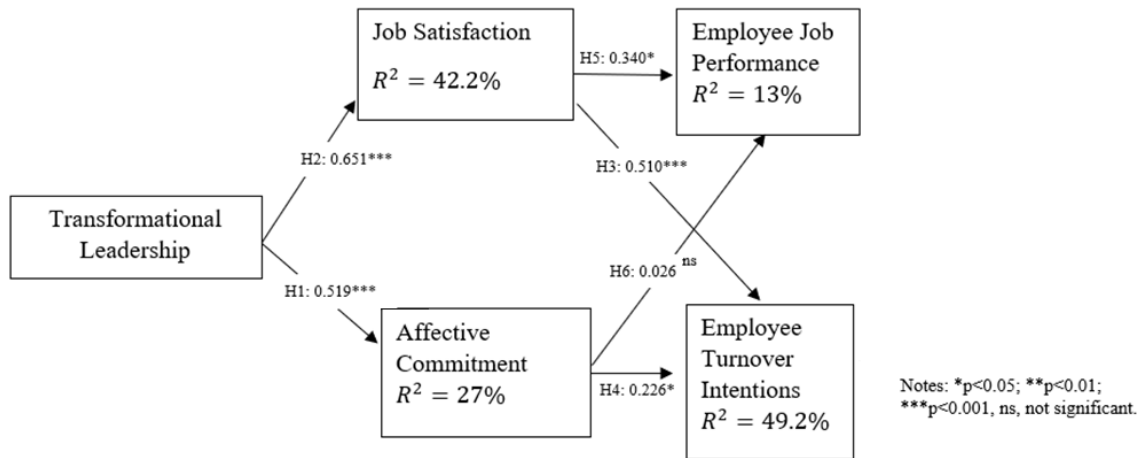 Job Satisfaction
R² = 42.2%
H5: 0.340*
Employee Job
Performance
R² = 13%
H2: 0.651***
H3: 0.510***
Transformational
Leadership
H1: 0.519***
H6: 0.026 ns
Affective
Commitment
R² = 27%
H4: 0.226*
Employee
Turnover
Intentions
R² = 49.2%
Notes: *p<0.05; **p<0.01;
***p<0.001, ns, not significant.